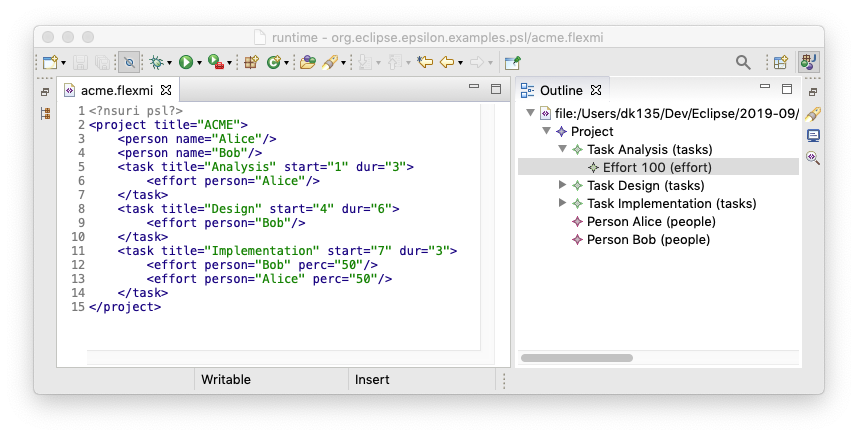 runtime - org.eclipse.epsilon.examples.psl/acme.flexmi
acme.flexmi
1 <?nsuri psl?>
2 <project title="ACME">
3     <person name="Alice"/>
4     <person name="Bob"/>
5     <task title="Analysis" start="1" dur="3">
6         <effort person="Alice"/>
7     </task>
8     <task title="Design" start="4" dur="6">
9         <effort person="Bob"/>
10     </task>
11     <task title="Implementation" start="7" dur="3">
12         <effort person="Bob" perc="50"/>
13         <effort person="Alice" perc="50"/>
14     </task>
15 </project>
Outline
file:/Users/dk135/Dev/Eclipse/2019-09/
Project
Task Analysis (tasks)
Effort 100 (effort)
Task Design (tasks)
Task Implementation (tasks)
Person Alice (people)
Person Bob (people)
Writable
Insert